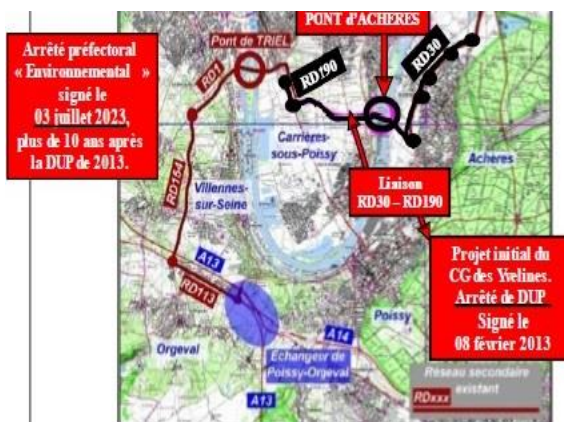 Arrêté préfectoral
« Environnemental »
signé le
03 juillet 2023,
plus de 10 ans après
la DUP de 2013.
PONT d'ACHERES
Pont de TRIEL
RD1
RD190
RD30
Carrières-
sous-Poissy
Achères
RD154
Villennes-
sur-Seine
Liaison
RD30 – RD190
A13
RD113
Projet initial du
CG des Yvelines.
Arrêté de DUP
Signé le
08 février 2013
A14
Poissy
Orgeval
Echangeur de
Poissy-Orgeval
A13
Réseau secondaire
existant
RDxxx